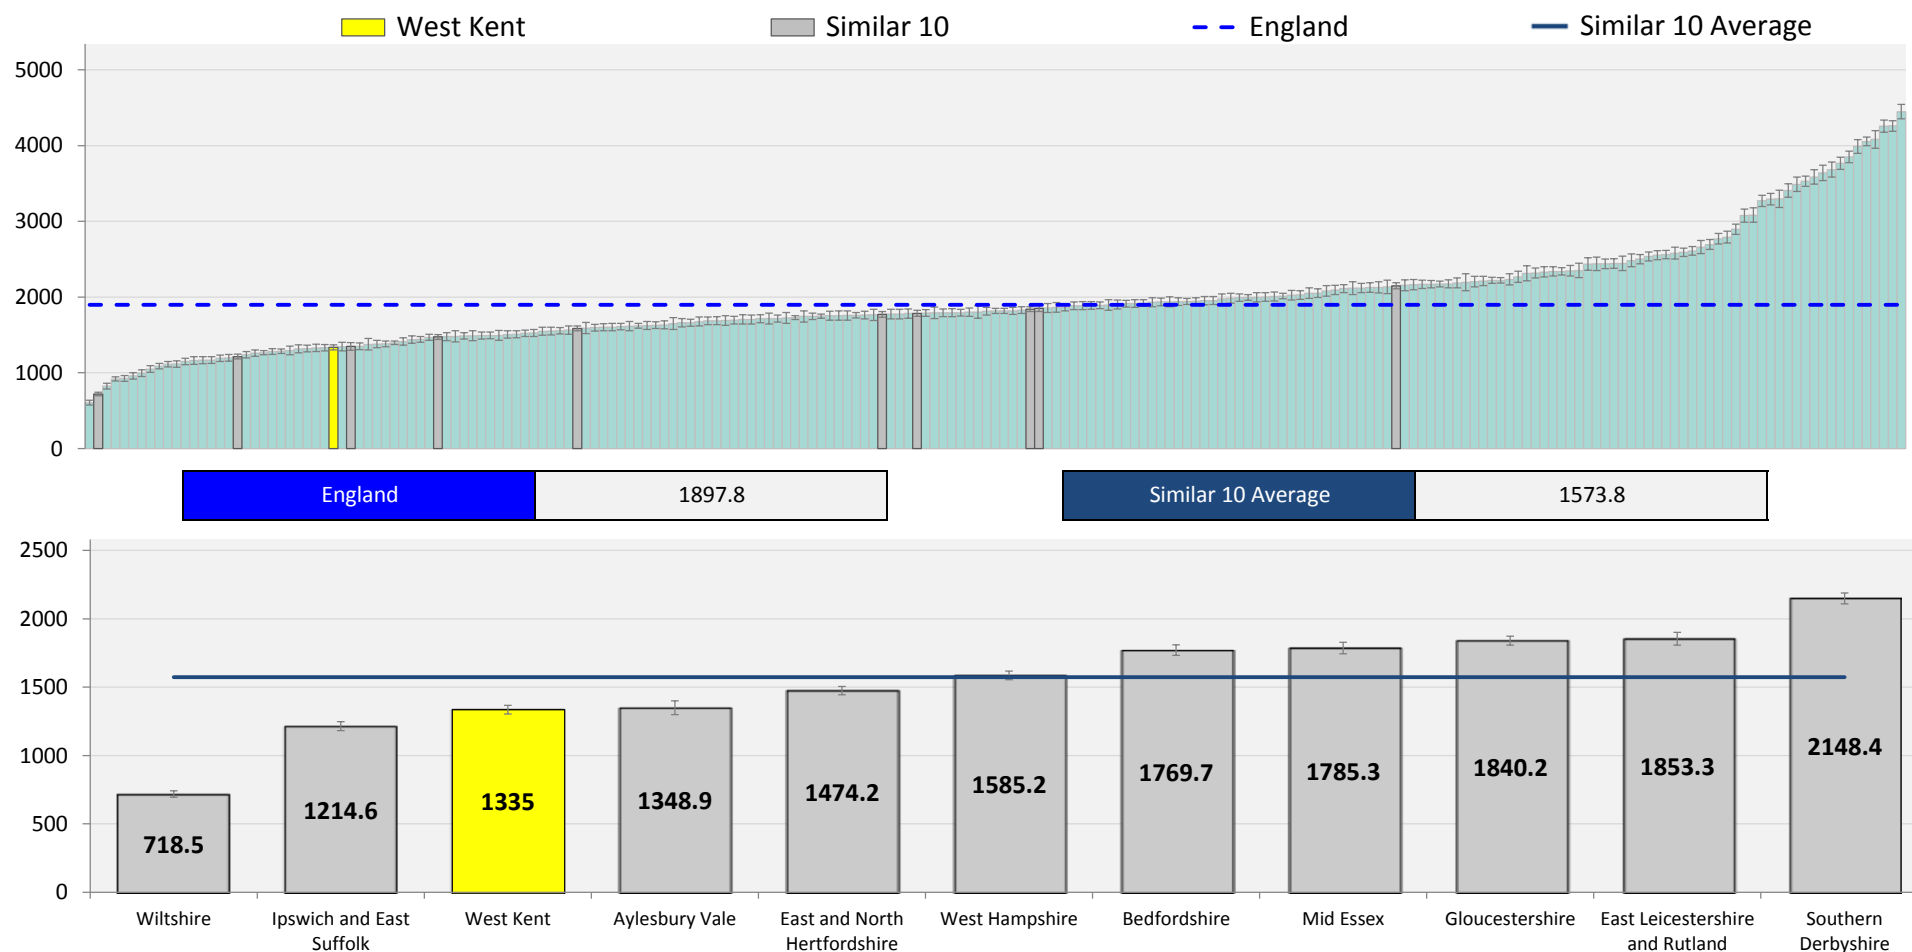 West Kent
Similar 10
England
Similar 10 Average
5000
4000
3000
2000
1000
0
England
1897.8
Similar 10 Average
1573.8
2500
2000
1500
1000
500
0
718.5
1214.6
1335
1348.9
1474.2
1585.2
1769.7
1785.3
1840.2
1853.3
2148.4
Wiltshire
Ipswich and East
Suffolk
West Kent
Aylesbury Vale
East and North
Hertfordshire
West Hampshire
Bedfordshire
Mid Essex
Gloucestershire
East Leicestershire
and Rutland
Southern
Derbyshire